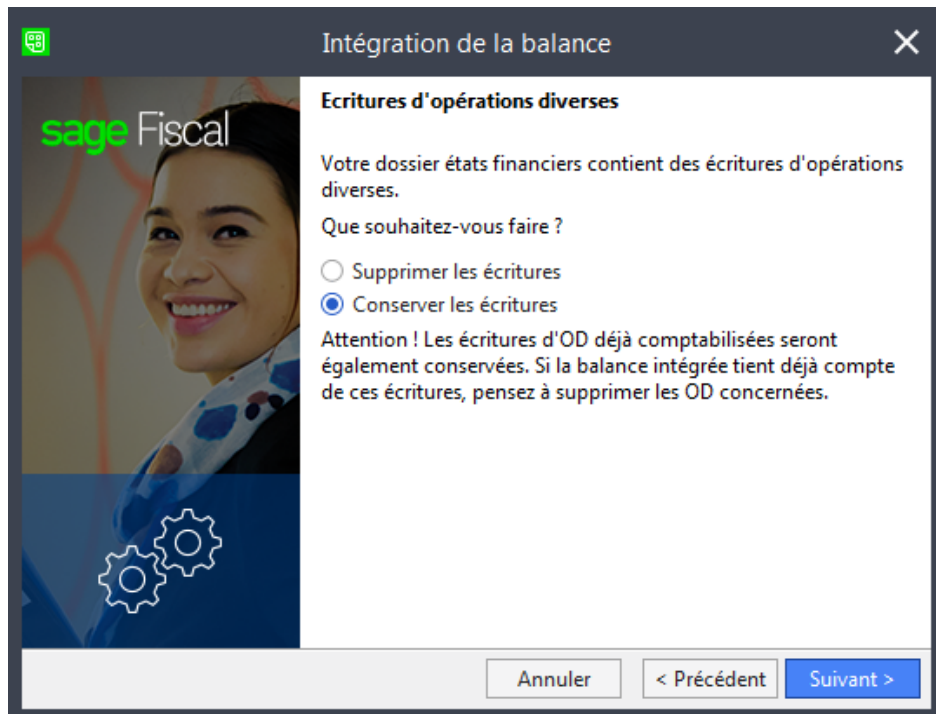 Intégration de la balance
sage Fiscal
Ecritures d'opérations diverses
Votre dossier états financiers contient des écritures d'opérations
diverses.
Que souhaitez-vous faire ?
Supprimer les écritures
Conserver les écritures
Attention ! Les écritures d'OD déjà comptabilisées seront
également conservées. Si la balance intégrée tient déjà compte
de ces écritures, pensez à supprimer les OD concernées.
Annuler
< Précédent
Suivant >